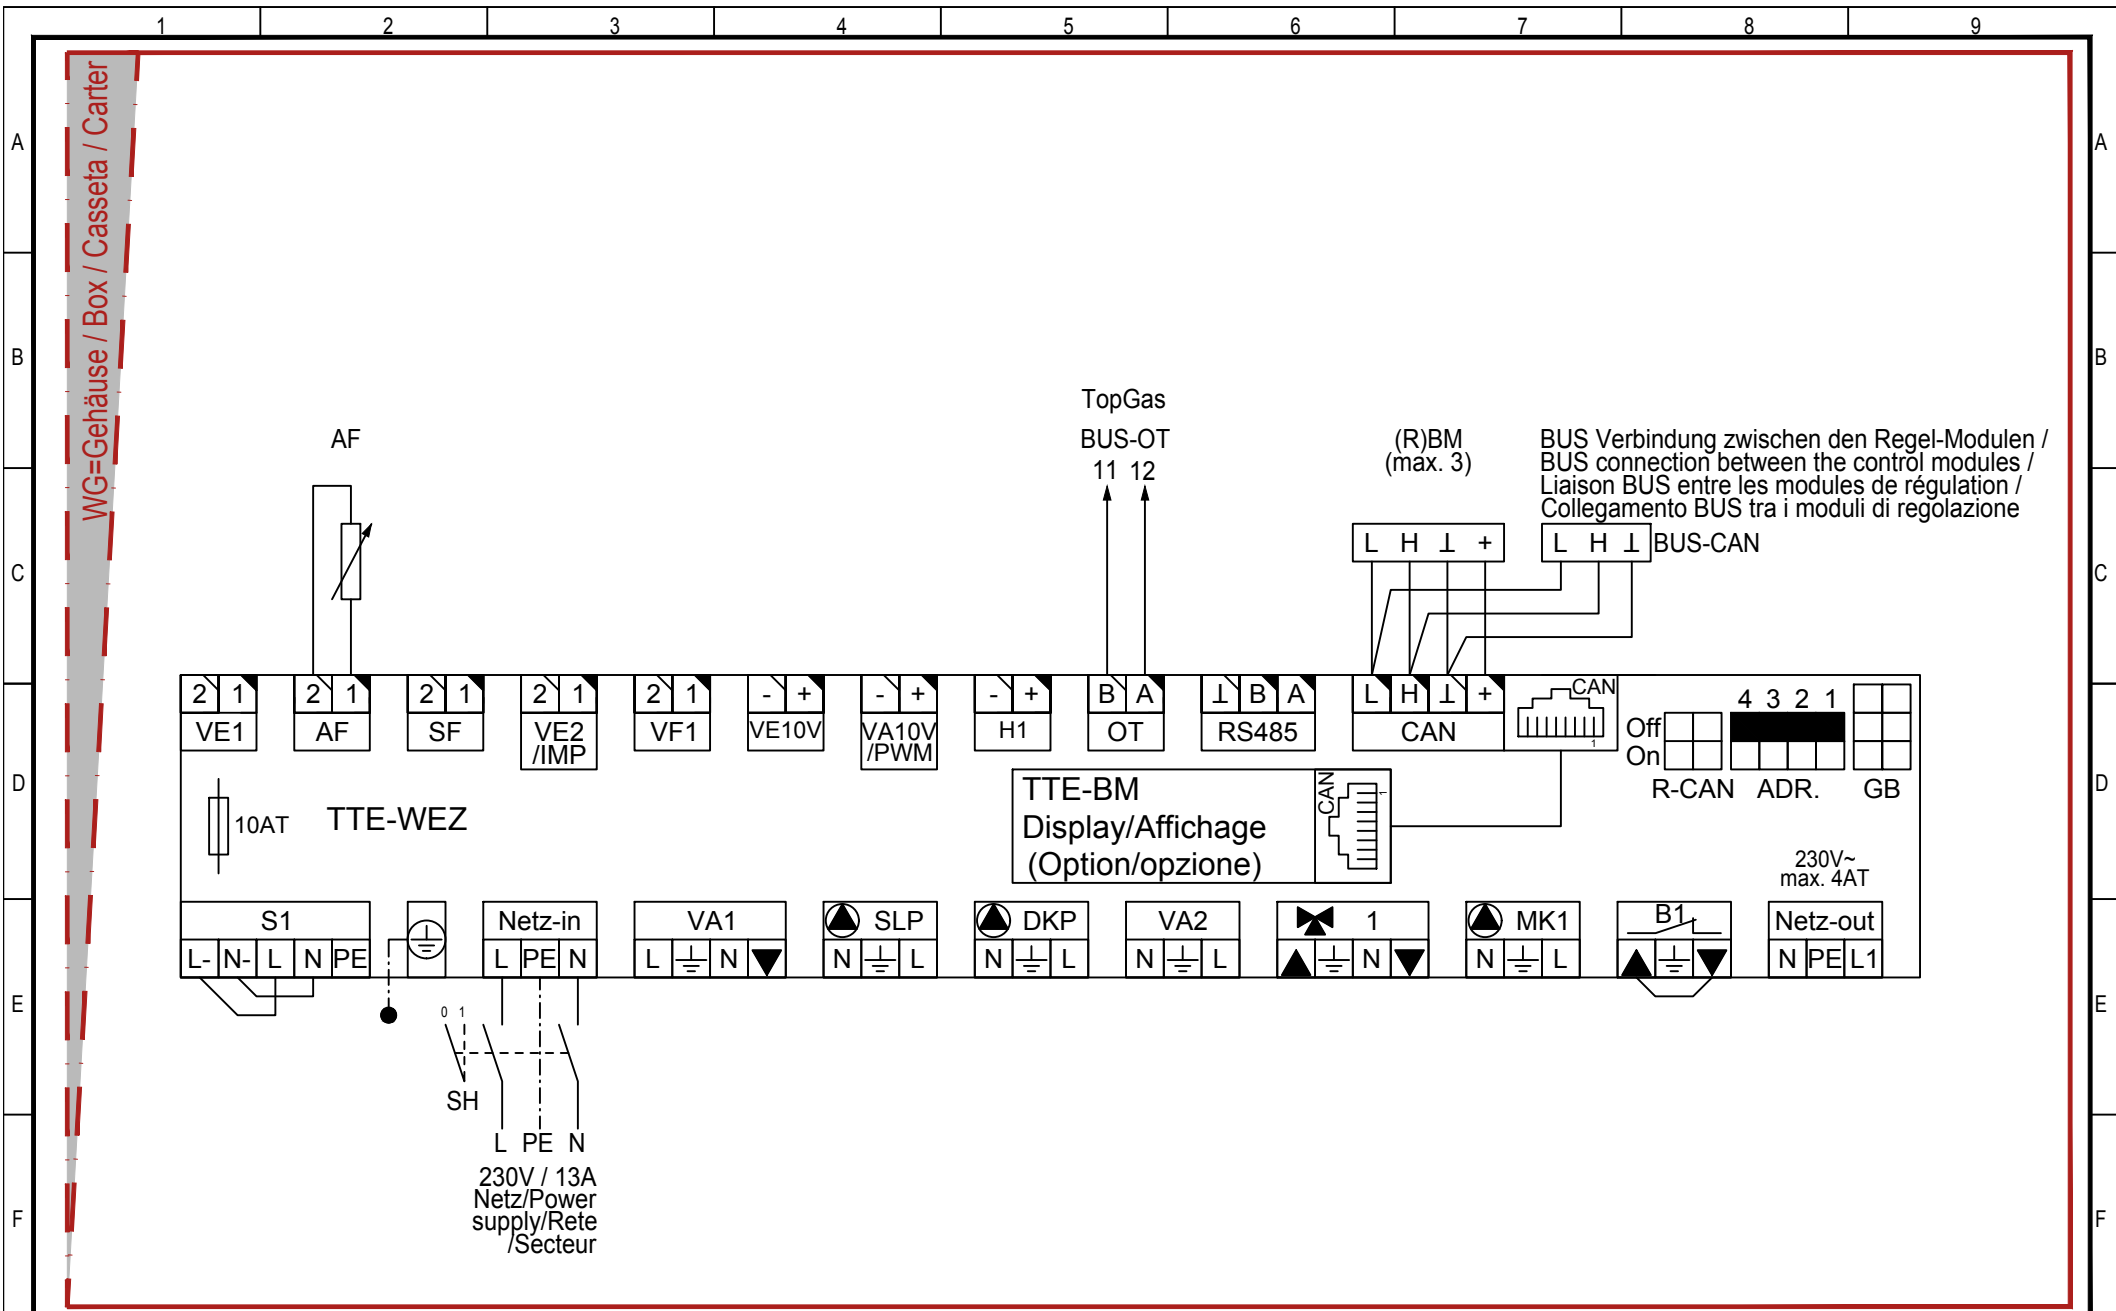 1 2 3 4 5 6 7 8 9
A A
WG=Gehäuse / Box / Casseta / Carter
B B
TopGas
AF
BUS-OT
11 12
(R)BM
(max. 3)
BUS Verbindung zwischen den Regel-Modulen /
BUS connection between the control modules /
Liaison BUS entre les modules de régulation /
Collegamento BUS tra i moduli di regolazione
L H ⊥ +
L H ⊥ BUS-CAN
C C
2 1 2 1 2 1 2 1 2 1 - + - + - + B A ⊥ B A L H ⊥ + CAN 1
VE1 AF SF VE2 VF1 VE10V VA10V H1 OT RS485 CAN
/IMP /PWM
4 3 2 1
Off
On
R-CAN ADR. GB
D D
10AT TTE-WEZ
TTE-BM
Display/Affichage
(Option/opzione)
CAN 1
230V~
max. 4AT
S1 Netz-in VA1 SLP DKP VA2 1 MK1 B1 Netz-out
L- N- L N PE L PE N L N N L N L N L N N L N PE L1
E E
0 1
SH
L PE N
230V / 13A
Netz/Power
supply/Rete
/Secteur
F F